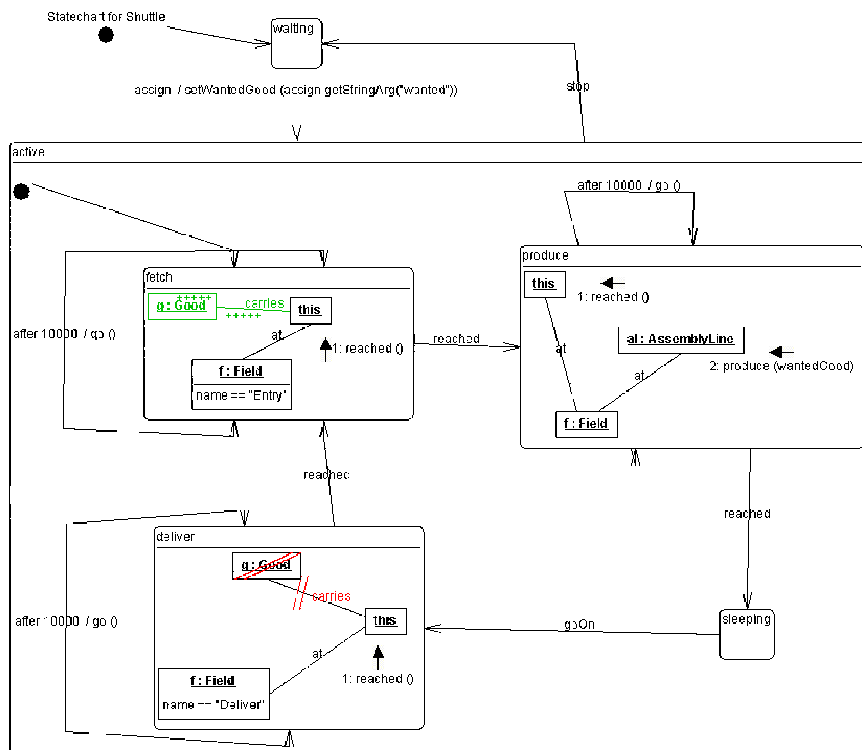 Statechart for Shuttle
waiting
assign / setWantedGood (assign getStringArg("wanted"))
stop
active
after 10000 / go ()
fetch
produce
+++++
g : Good
carries
+++++
this
this
1: reached ()
at
after 10000 / go ()
1: reached ()
reached
at
al : AssemblyLine
2: produce (wantedGood)
f : Field
name == "Entry"
at
f : Field
reached
reached
deliver
g : Good
carries
this
after 10000 / go ()
goOn
sleeping
at
f : Field
1: reached ()
name == "Deliver"